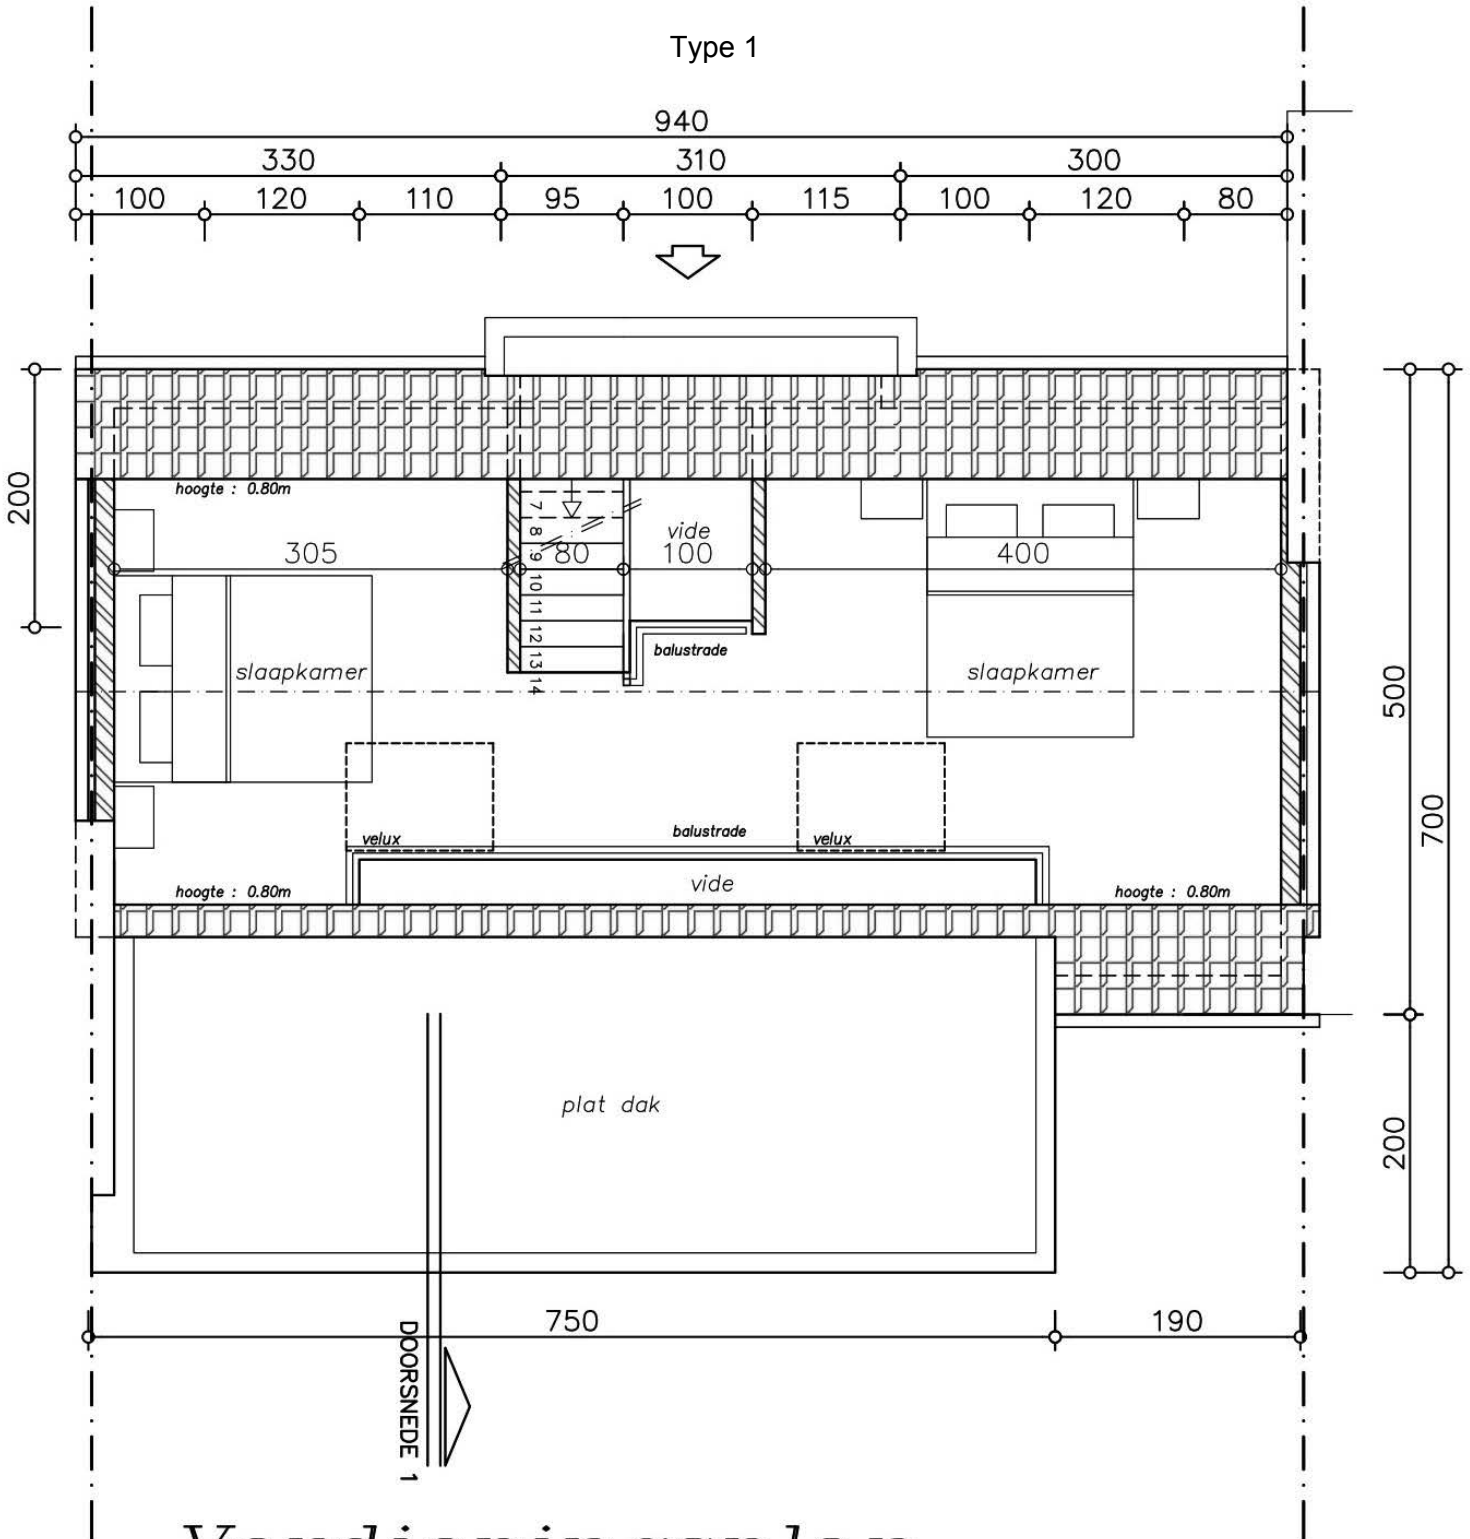 Type 1
940
330 310 300
100 120 110 95 100 115 100 120 80
200
hoogte : 0.80m
7
8
9
10
11
12
13
14
vide
305 80 100 400
balustrade
slaapkamer
slaapkamer
500
700
velux
balustrade
velux
vide
hoogte : 0.80m
hoogte : 0.80m
plat dak
200
750 190
DOORSNEDE 1